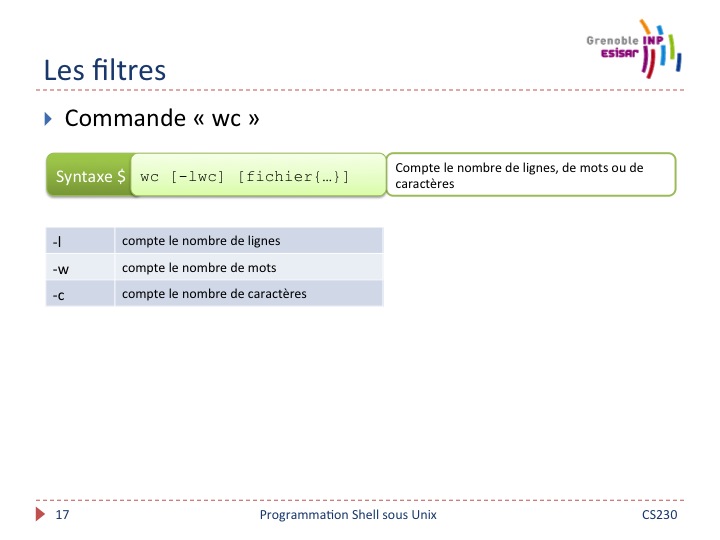 Grenoble INP
esisar
Les filtres
Commande « wc »
Syntaxe $ wc [-lwc] [fichier{…}]
Compte le nombre de lignes, de mots ou de
caractères
-l compte le nombre de lignes
-w compte le nombre de mots
-c compte le nombre de caractères
17 Programmation Shell sous Unix CS230